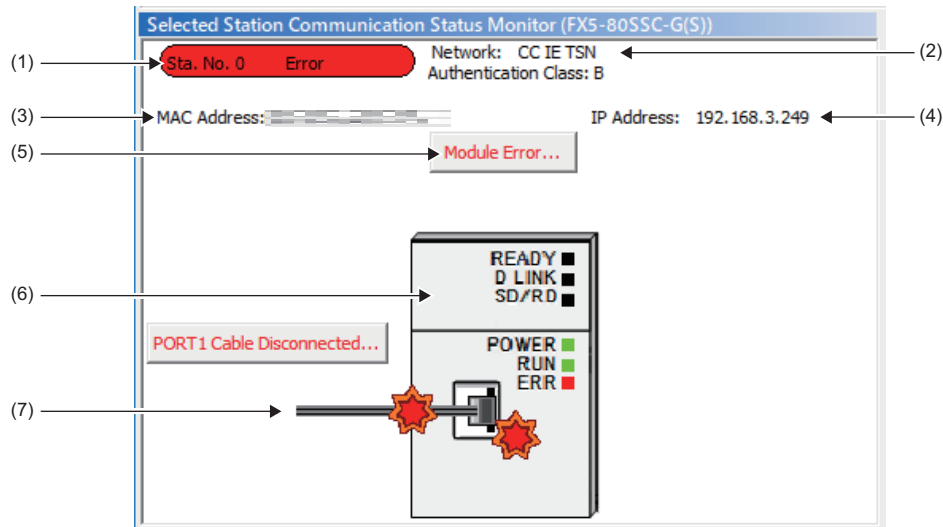 Selected Station Communication Status Monitor (FX5-80SSC-G(S))
(1)
Sta. No. 0 Error
Network: CC IE TSN
(2)
Authentication Class: B
(3)
MAC Address:
IP Address: 192.168.3.249
(4)
(5)
Module Error...
READY
D LINK
SD/RD
(6)
PORT1 Cable Disconnected...
POWER
RUN
ERR
(7)